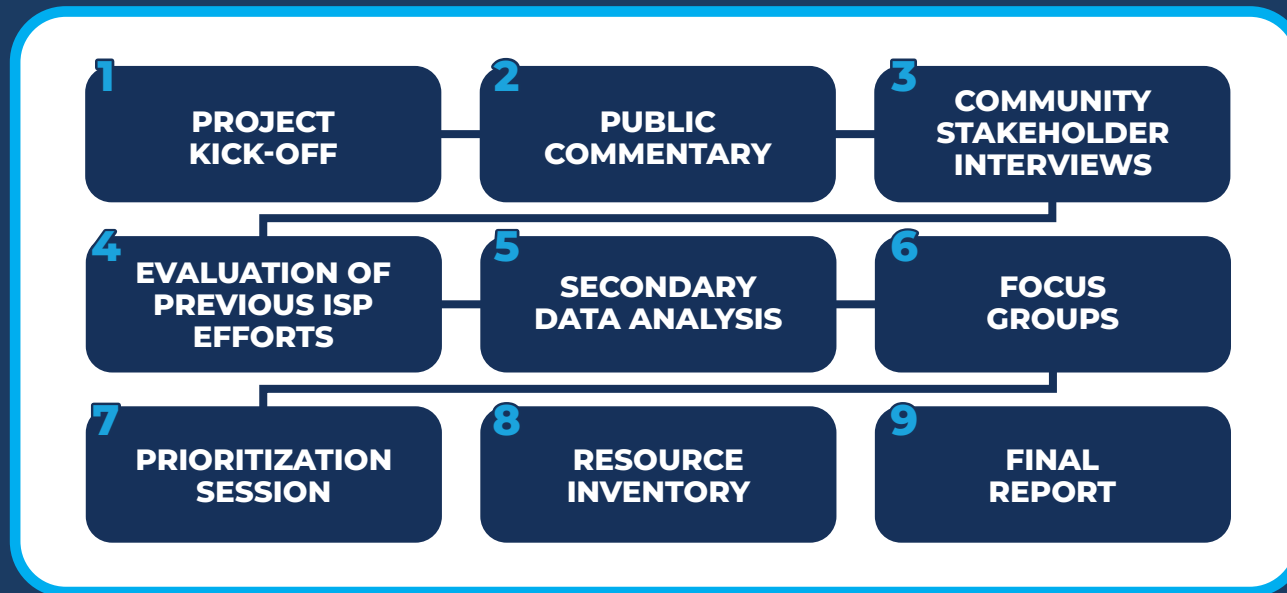 1
PROJECT
KICK-OFF
2
PUBLIC
COMMENTARY
3
COMMUNITY
STAKEHOLDER
INTERVIEWS
4
EVALUATION OF
PREVIOUS ISP
EFFORTS
5
SECONDARY
DATA ANALYSIS
6
FOCUS
GROUPS
7
PRIORITIZATION
SESSION
8
RESOURCE
INVENTORY
9
FINAL
REPORT